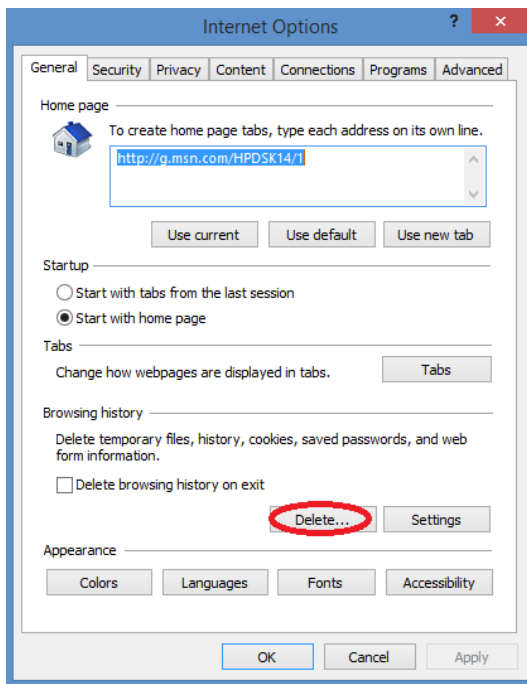 Internet Options
?
×
General Security Privacy Content Connections Programs Advanced
Home page
To create home page tabs, type each address on its own line.
http://g.msn.com/HPDSK14/1
Use current Use default Use new tab
Startup
Start with tabs from the last session
Start with home page
Tabs
Change how webpages are displayed in tabs. Tabs
Browsing history
Delete temporary files, history, cookies, saved passwords, and web
form information.
Delete browsing history on exit
Delete... Settings
Appearance
Colors Languages Fonts Accessibility
OK Cancel Apply